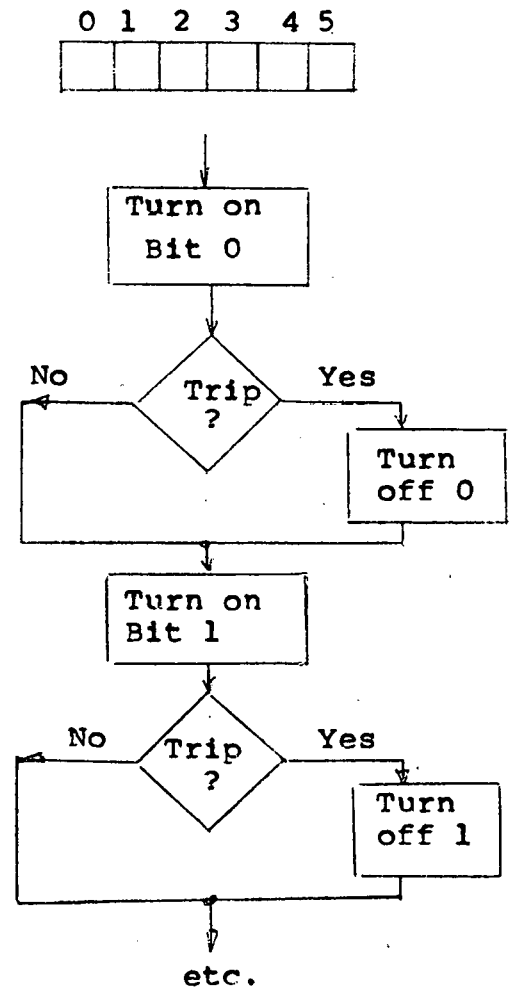 0 1 2 3 4 5
Turn on
Bit 0
No
Trip
?
Yes
Turn
off 0
Turn on
Bit 1
No
Trip
?
Yes
Turn
off 1
etc.